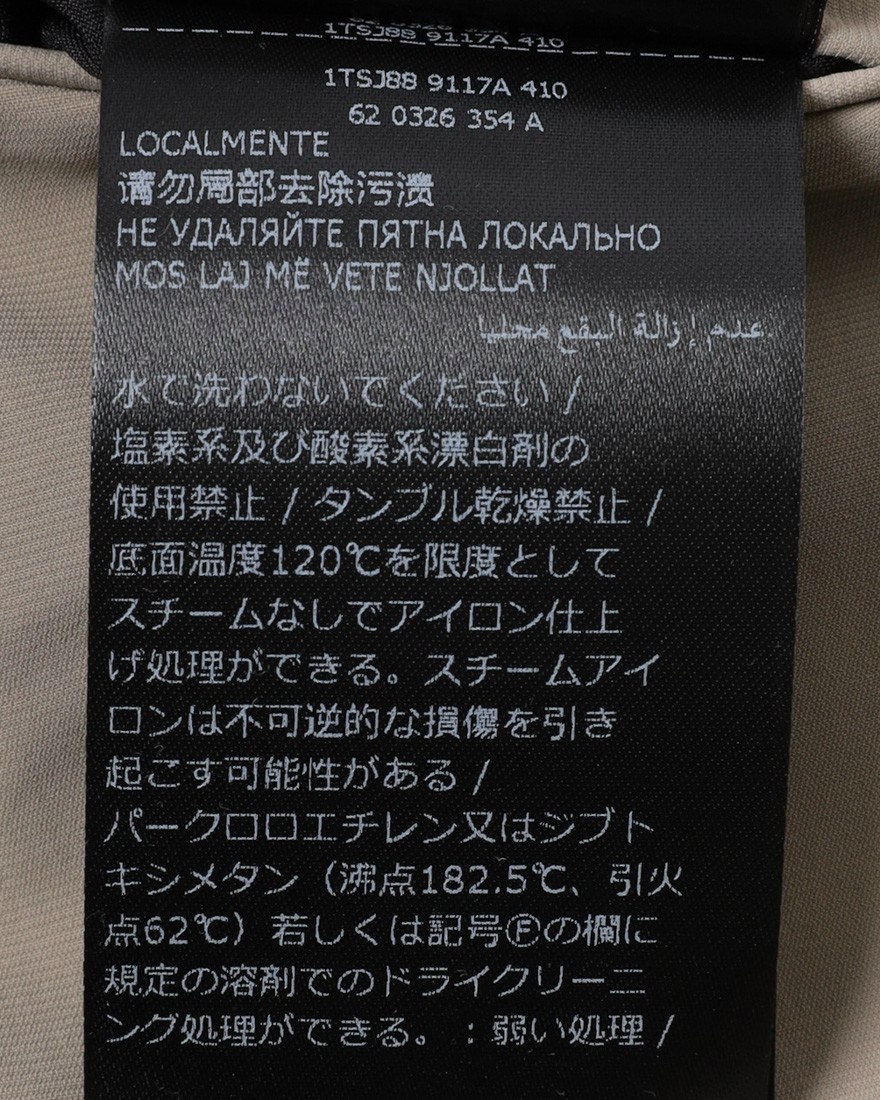 1TSJ88 9117A 410
1TSJ88 9117A 410
62 0326 354 A
LOCALMENTE
请勿局部去除污渍
НЕ УДАЛЯЙТЕ ПЯТНА ЛОКАЛЬНО
MOS LAJ MË VETE NJOLLAT
عدم إزالة البقع محليا
水で洗わないでください /
塩素系及び酸素系漂白剤の
使用禁止 / タンブル乾燥禁止 /
底面温度120℃を限度として
スチームなしでアイロン仕上
げ処理ができる。スチームアイ
ロンは不可逆的な損傷を引き
起こす可能性がある /
パークロロエチレン又はジブト
キシメタン（沸点182.5℃、引火
点62℃）若しくは記号Ⓕの欄に
規定の溶剤でのドライクリーニ
ング処理ができる。: 弱い処理 /